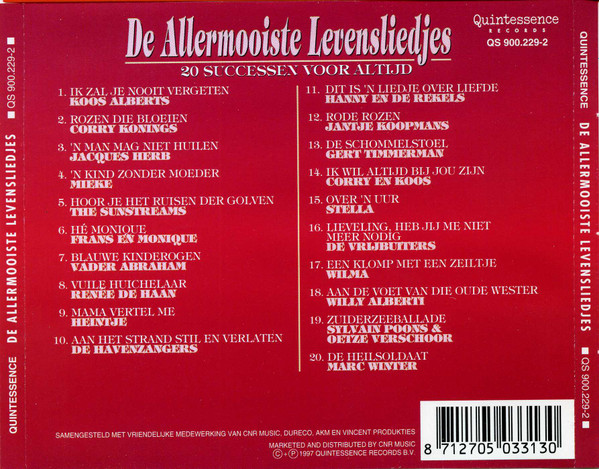 De Allermooiste Levensliedjes
20 SUCCESSEN VOOR ALTIJD
Quintessence
RECORDS
QS 900.229-2
1. IK ZAL JE NOOIT VERGETEN
KOOS ALBERTS
2. ROZEN DIE BLOEIEN
CORRY KONINGS
3. 'N MAN MAG NIET HUILEN
JACQUES HERB
4. 'N KIND ZONDER MOEDER
MIEKE
5. HOOR JE HET RUISEN DER GOLVEN
THE SUNSTREAMS
6. HÉ MONIQUE
FRANS EN MONIQUE
7. BLAUWE KINDEROGEN
VADER ABRAHAM
8. VUILE HUICHELAAR
RENÉE DE HAAN
9. MAMA VERTEL ME
HEINTJE
10. AAN HET STRAND STIL EN VERLATEN
DE HAVENZANGERS
11. DIT IS 'N LIEDJE OVER LIEFDE
HANNY EN DE REKELS
12. RODE ROZEN
JANTJE KOOPMANS
13. DE SCHOMMELSTOEL
GERT TIMMERMAN
14. IK WIL ALTIJD BIJ JOU ZIJN
CORRY EN KOOS
15. OVER 'N UUR
STELLA
16. LIEVELING, HEB JIJ ME NIET
MEER NODIG
DE VRIJBUITERS
17. EEN KLOMP MET EEN ZEILTJE
WILMA
18. AAN DE VOET VAN DIE OUDE WESTER
WILLY ALBERTI
19. ZUIDERZEEBALLADE
SYLVAIN POONS &
OETZE VERSCHOOR
20. DE HEILSOLDAAT
MARC WINTER
SAMENGESTELD MET VRIENDELIJKE MEDEWERKING VAN CNR MUSIC, DURECO, AKM EN VINCENT PRODUKTIES
MARKETED AND DISTRIBUTED BY CNR MUSIC
©+℗ 1997 QUINTESSENCE RECORDS B.V.
8 712705 033130
QUINTESSENCE DE ALLERMOOISTE LEVENSLIEDJES ■ QS 900.229-2 ■
QUINTESSENCE DE ALLERMOOISTE LEVENSLIEDJES ■ QS 900.229-2 ■